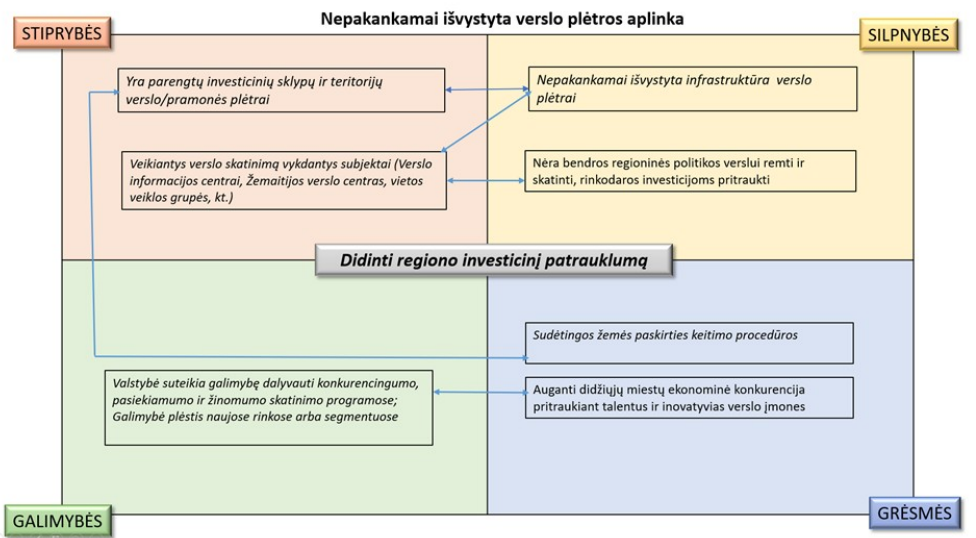 Nepakankamai išvystyta verslo plėtros aplinka
STIPRYBĖS
SILPNYBĖS
Yra parengtų investicinių sklypų ir teritorijų
verslo/pramonės plėtrai
Nepakankamai išvystyta infrastruktūra verslo
plėtrai
Veikiantys verslo skatinimą vykdantys subjektai (Verslo
informacijos centrai, Žemaitijos verslo centras, vietos
veiklos grupės, kt.)
Nėra bendros regioninės politikos verslui remti ir
skatinti, rinkodaros investicijoms pritraukti
Didinti regiono investicinį patrauklumą
Sudėtingos žemės paskirties keitimo procedūros
Valstybė suteikia galimybę dalyvauti konkurencingumo,
pasiekiamumo ir žinomumo skatinimo programose;
Galimybė plėstis naujose rinkose arba segmentuose
Auganti didžiųjų miestų ekonominė konkurencija
pritraukiant talentus ir inovatyvias verslo įmones
GALIMYBĖS
GRĖSMĖS